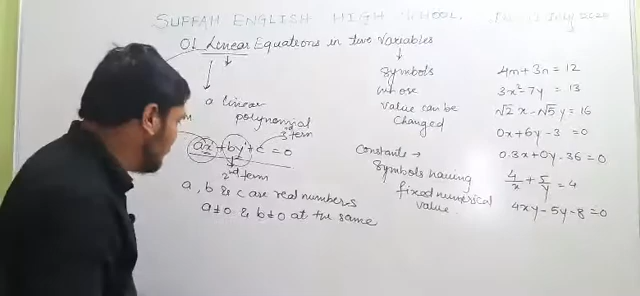 SUFFAH ENGLISH HIGH SCHOOL.
01 Linear Equations in two Variables
a linear
polynomial
3rd term
ax + by + c = 0
2nd term
a, b & c are real numbers
a ≠ 0 & b ≠ 0 at the same
symbols
whose
value can be
changed
Constants →
symbols having
fixed numerical
value.
4m + 3n = 12
3x² - 7y = 13
√2 x - √5 y = 16
0x + 6y - 3 = 0
0.3x + 0y - 36 = 0
4/x + 5/y = 4
4xy - 5y - 8 = 0